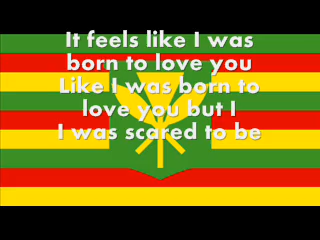 It feels like I was
born to love you
Like I was born to
love you but I
I was scared to be